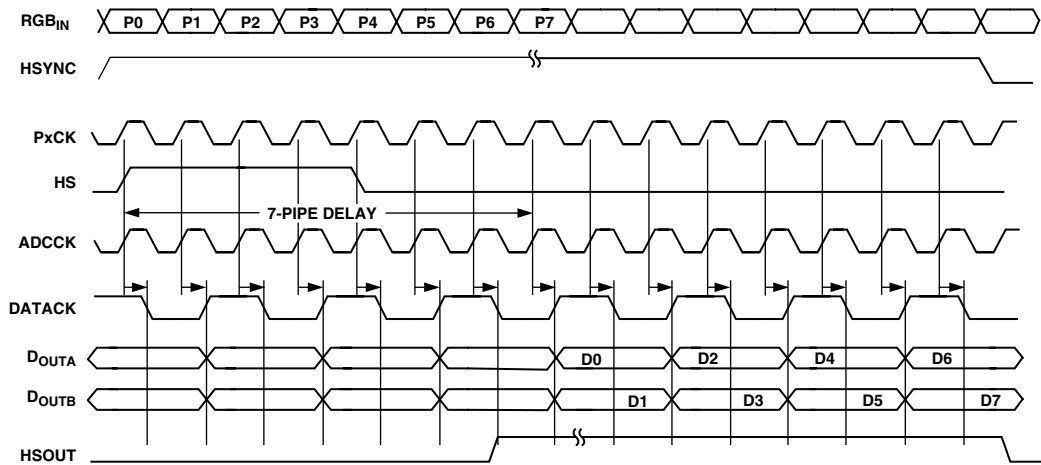 RGBIN P0 P1 P2 P3 P4 P5 P6 P7
HSYNC
PxCK
HS
7-PIPE DELAY
ADCCK
DATACK
DOUTA D0 D2 D4 D6
DOUTB D1 D3 D5 D7
HSOUT